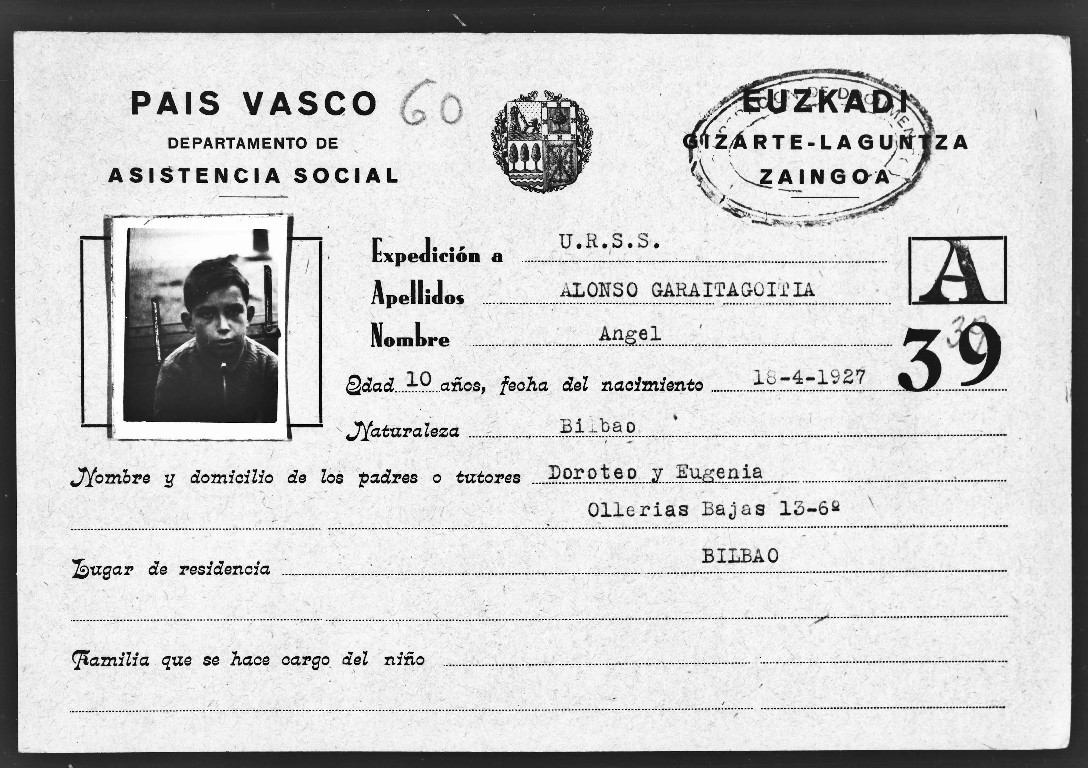 PAIS VASCO
DEPARTAMENTO DE
ASISTENCIA SOCIAL
60
EUZKADI
GIZARTE-LAGUNTZA
ZAINGOA
Expedición a U.R.S.S.
Apellidos ALONSO GARAITAGOITIA
A
Nombre Angel
39
39
Edad 10 años, fecha del nacimiento 18-4-1927
Naturaleza Bilbao
Nombre y domicilio de los padres o tutores Doroteo y Eugenia
Ollerias Bajas 13-6º
Lugar de residencia BILBAO
Familia que se hace cargo del niño